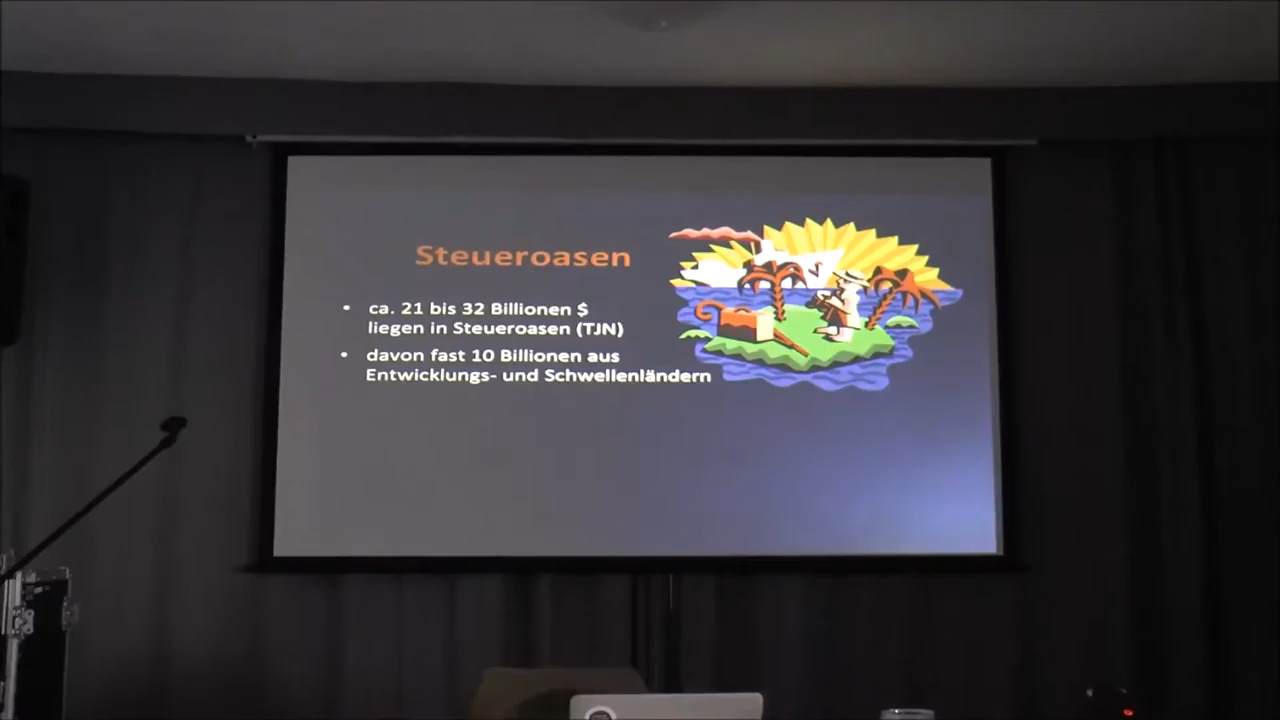 Steueroasen
• ca. 21 bis 32 Billionen $
liegen in Steueroasen (TJN)
• davon fast 10 Billionen aus
Entwicklungs- und Schwellenländern